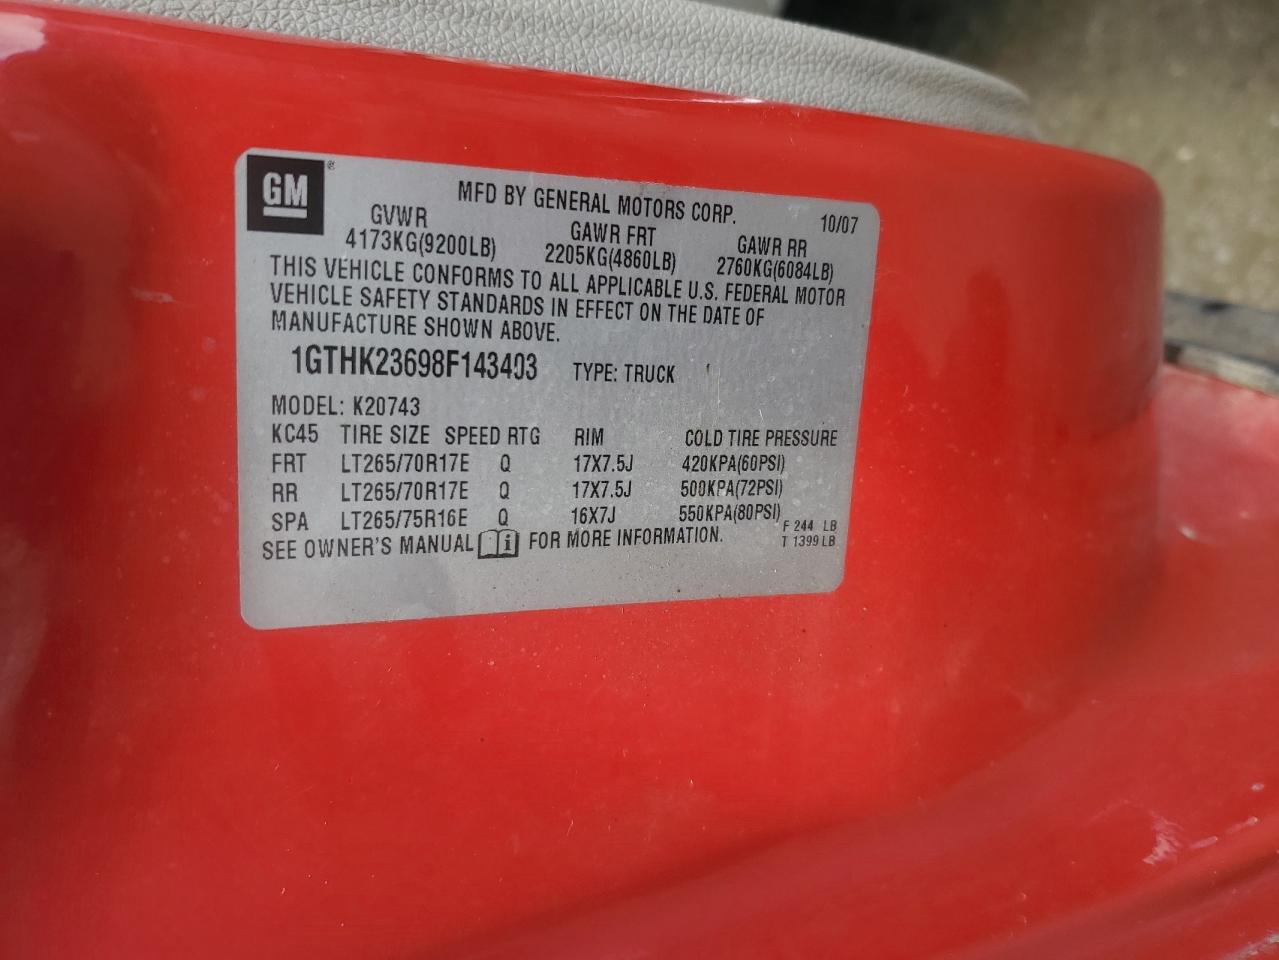 GM ®
MFD BY GENERAL MOTORS CORP. 10/07
GVWR GAWR FRT GAWR RR
4173KG(9200LB) 2205KG(4860LB) 2760KG(6084LB)
THIS VEHICLE CONFORMS TO ALL APPLICABLE U.S. FEDERAL MOTOR
VEHICLE SAFETY STANDARDS IN EFFECT ON THE DATE OF
MANUFACTURE SHOWN ABOVE.
1GTHK23698F143403 TYPE: TRUCK
MODEL: K20743
KC45 TIRE SIZE SPEED RTG RIM COLD TIRE PRESSURE
FRT LT265/70R17E Q 17X7.5J 420KPA(60PSI)
RR LT265/70R17E Q 17X7.5J 500KPA(72PSI)
SPA LT265/75R16E Q 16X7J 550KPA(80PSI) F 244 LB
SEE OWNER'S MANUAL i FOR MORE INFORMATION. T 1399 LB